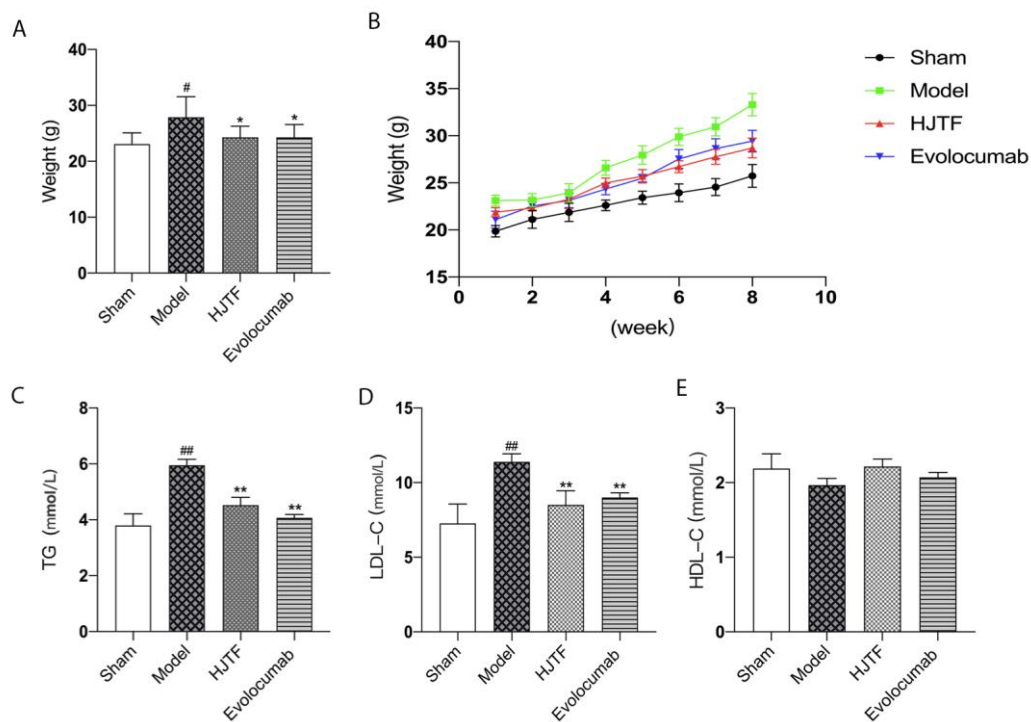 A
40
30
20
10
0
Weight (g)
#
*
*
Sham
Model
HJTF
Evolocumab
B
40
35
30
25
20
15
Weight (g)
0
2
4
6
8
10
(week)
Sham
Model
HJTF
Evolocumab
C
8
6
4
2
0
TG (mmol/L)
##
**
**
Sham
Model
HJTF
Evolocumab
D
15
10
5
0
LDL-C (mmol/L)
##
**
**
Sham
Model
HJTF
Evolocumab
E
3
2
1
0
HDL-C (mmol/L)
Sham
Model
HJTF
Evolocumab